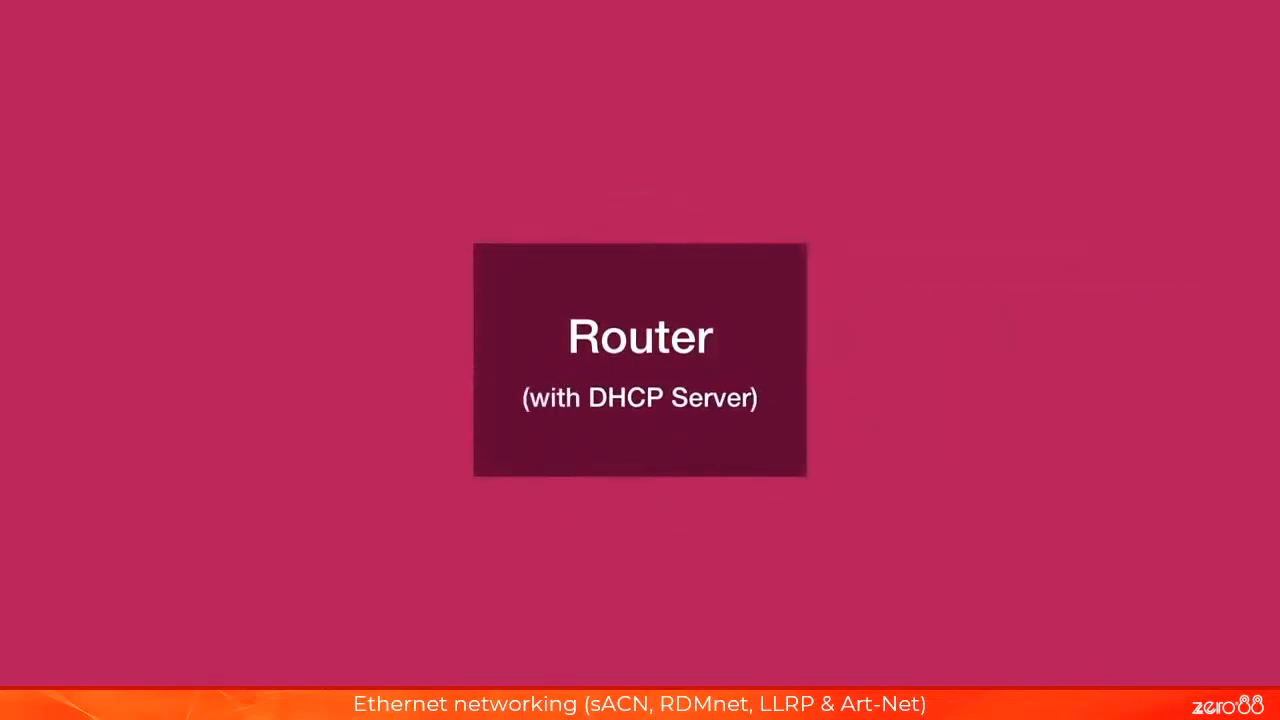 Router
(with DHCP Server)
Ethernet networking (sACN, RDMnet, LLRP & Art-Net)
zero88